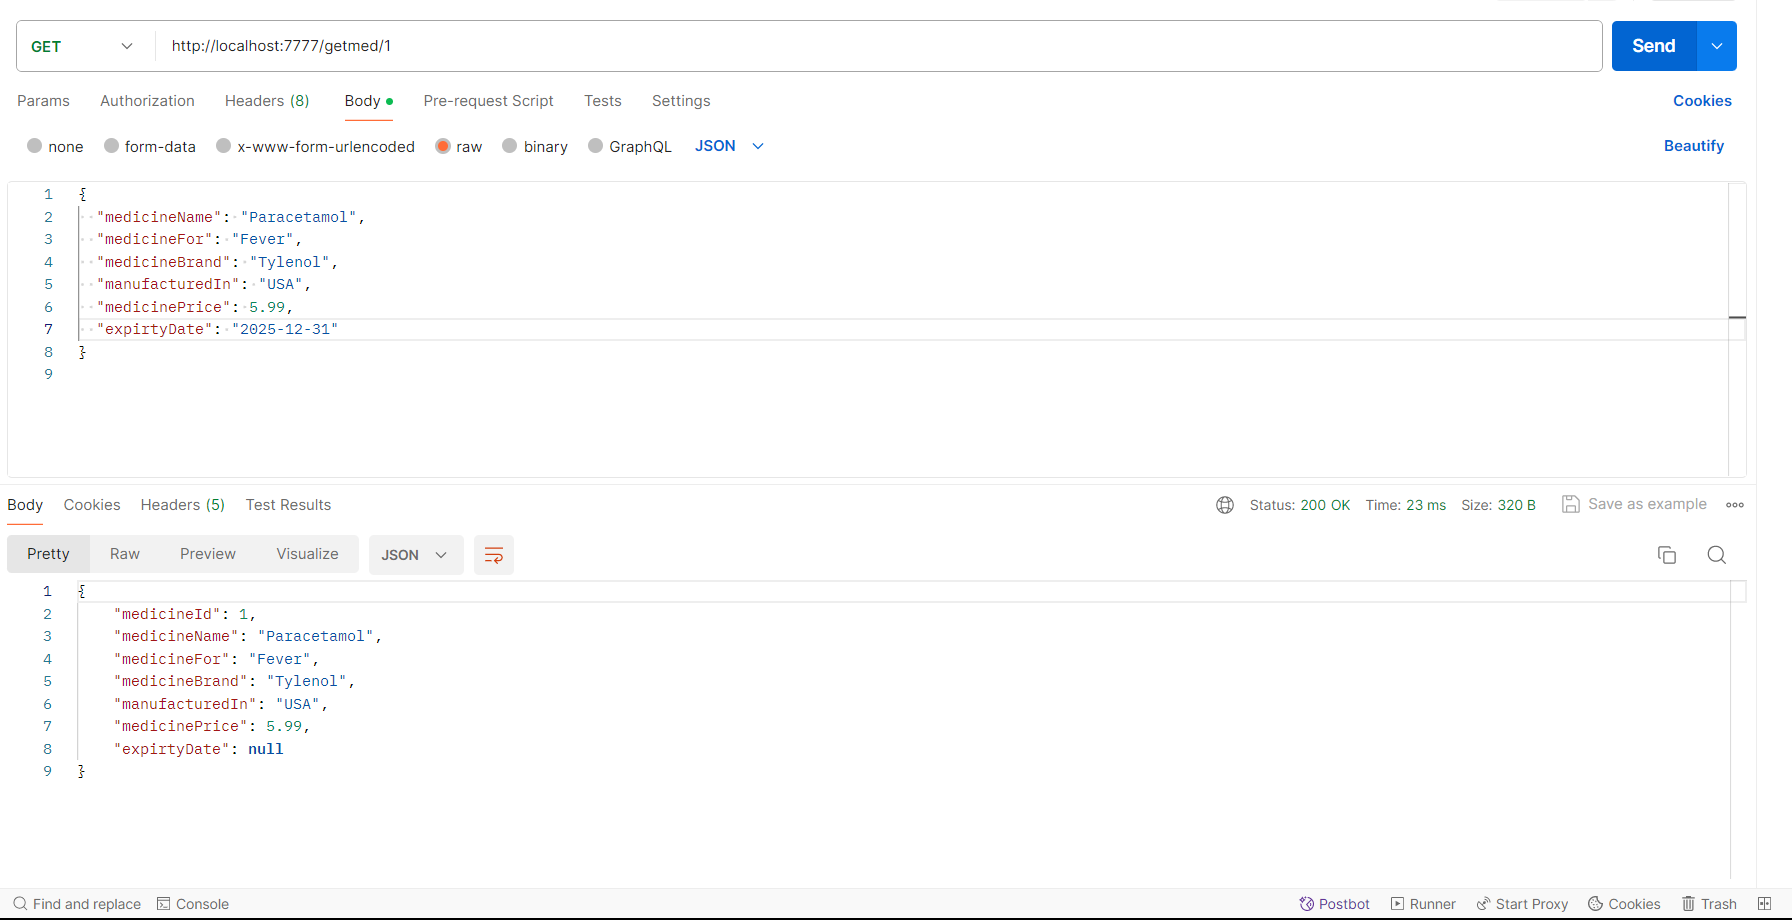 GET http://localhost:7777/getmed/1 Send
Params Authorization Headers (8) Body Pre-request Script Tests Settings Cookies
none form-data x-www-form-urlencoded raw binary GraphQL JSON Beautify
1 {
2 "medicineName": "Paracetamol",
3 "medicineFor": "Fever",
4 "medicineBrand": "Tylenol",
5 "manufacturedIn": "USA",
6 "medicinePrice": 5.99,
7 "expirtyDate": "2025-12-31"
8 }
9
Body Cookies Headers (5) Test Results Status: 200 OK Time: 23 ms Size: 320 B Save as example
Pretty Raw Preview Visualize JSON
1 {
2 "medicineId": 1,
3 "medicineName": "Paracetamol",
4 "medicineFor": "Fever",
5 "medicineBrand": "Tylenol",
6 "manufacturedIn": "USA",
7 "medicinePrice": 5.99,
8 "expirtyDate": null
9 }
Find and replace Console Postbot Runner Start Proxy Cookies Trash